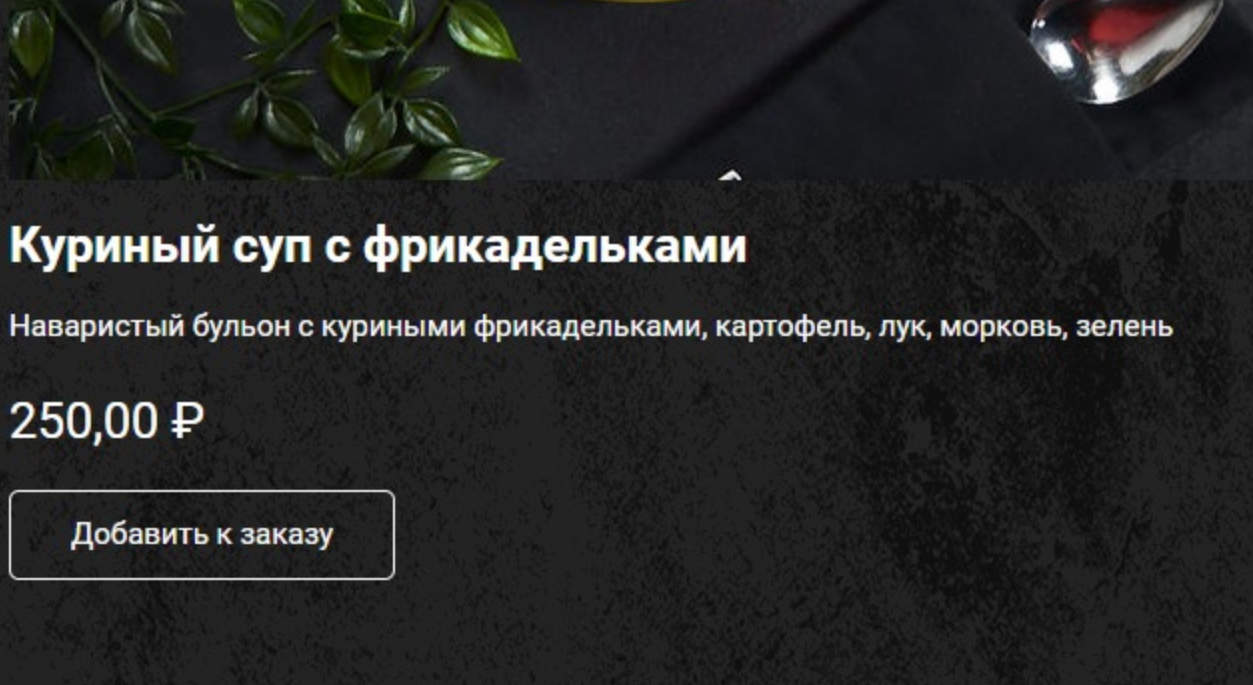 Куриный суп с фрикадельками
Наваристый бульон с куриными фрикадельками, картофель, лук, морковь, зелень
250,00 ₽
Добавить к заказу